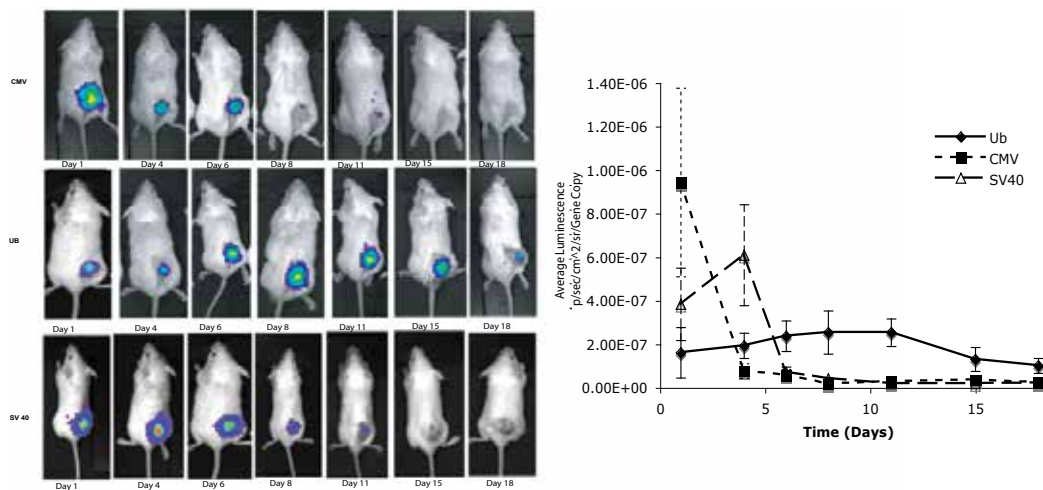 CMV
Day 1 Day 4 Day 6 Day 8 Day 11 Day 15 Day 18
UB
Day 1 Day 4 Day 6 Day 8 Day 11 Day 15 Day 18
SV 40
Day 1 Day 4 Day 6 Day 8 Day 11 Day 15 Day 18
Average Luminescence
p/sec/cm^2/sr/Gene Copy
1.40E-06
1.20E-06
1.00E-06
8.00E-07
6.00E-07
4.00E-07
2.00E-07
0.00E+00
0 5 10 15
Time (Days)
Ub
CMV
SV40